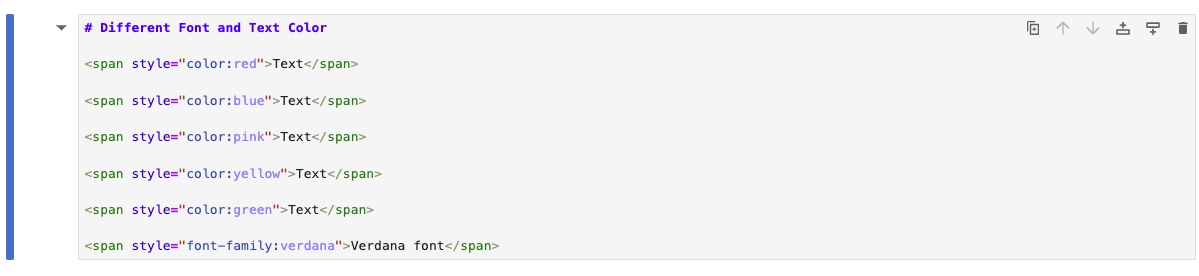 # Different Font and Text Color
<span style="color:red">Text</span>
<span style="color:blue">Text</span>
<span style="color:pink">Text</span>
<span style="color:yellow">Text</span>
<span style="color:green">Text</span>
<span style="font-family:verdana">Verdana font</span>